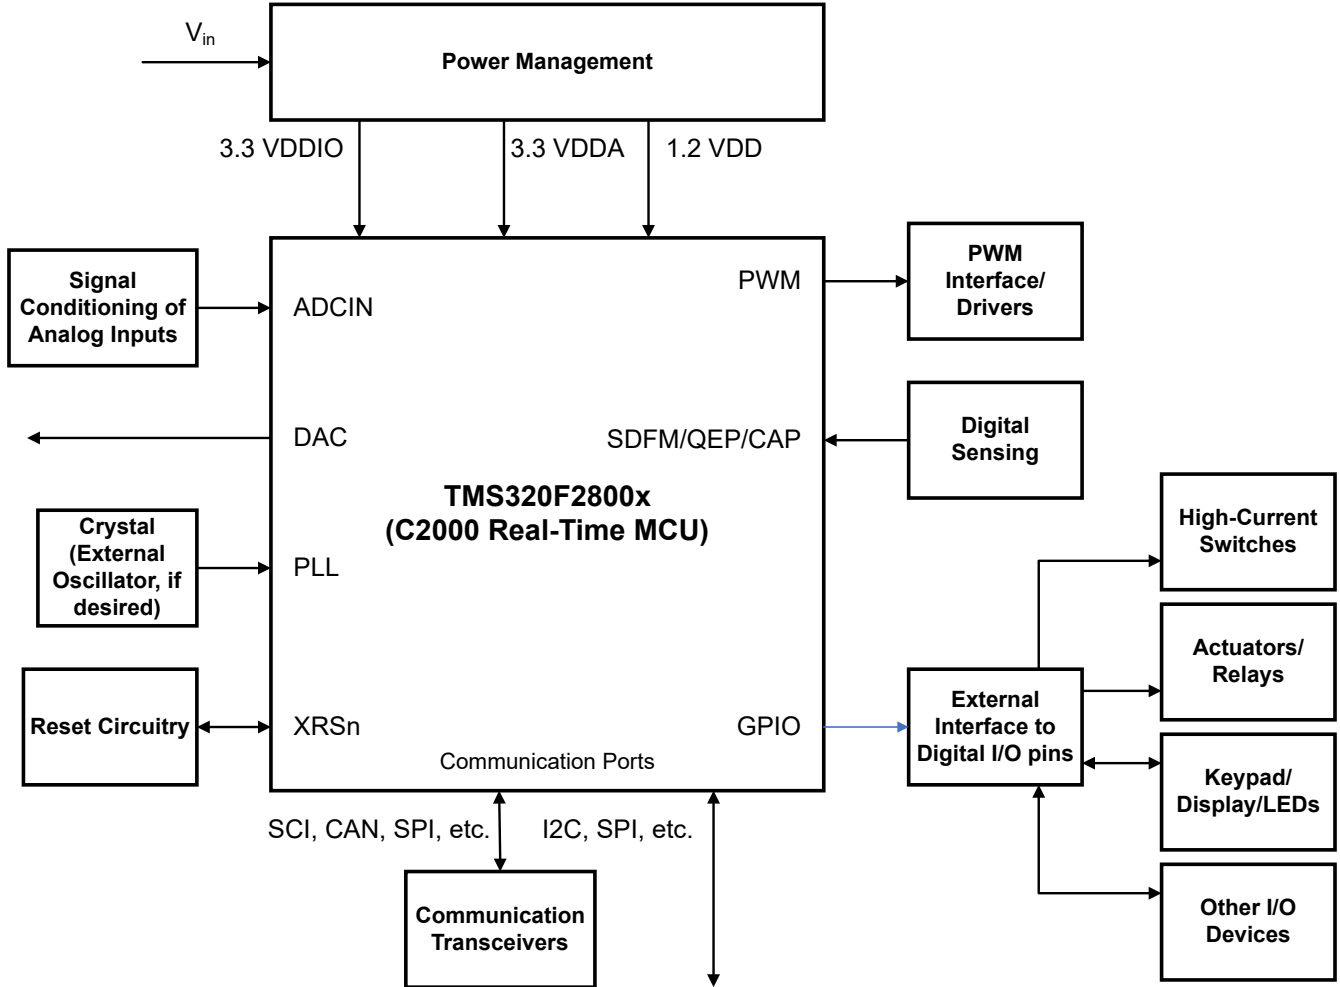 Vin
Power Management
3.3 VDDIO
3.3 VDDA
1.2 VDD
Signal
Conditioning of
Analog Inputs
ADCIN
PWM
PWM
Interface/
Drivers
DAC
SDFM/QEP/CAP
Digital
Sensing
TMS320F2800x
(C2000 Real-Time MCU)
Crystal
(External
Oscillator, if
desired)
PLL
High-Current
Switches
Actuators/
Relays
Reset Circuitry
XRSn
GPIO
External
Interface to
Digital I/O pins
Communication Ports
Keypad/
Display/LEDs
SCI, CAN, SPI, etc.
I2C, SPI, etc.
Communication
Transceivers
Other I/O
Devices